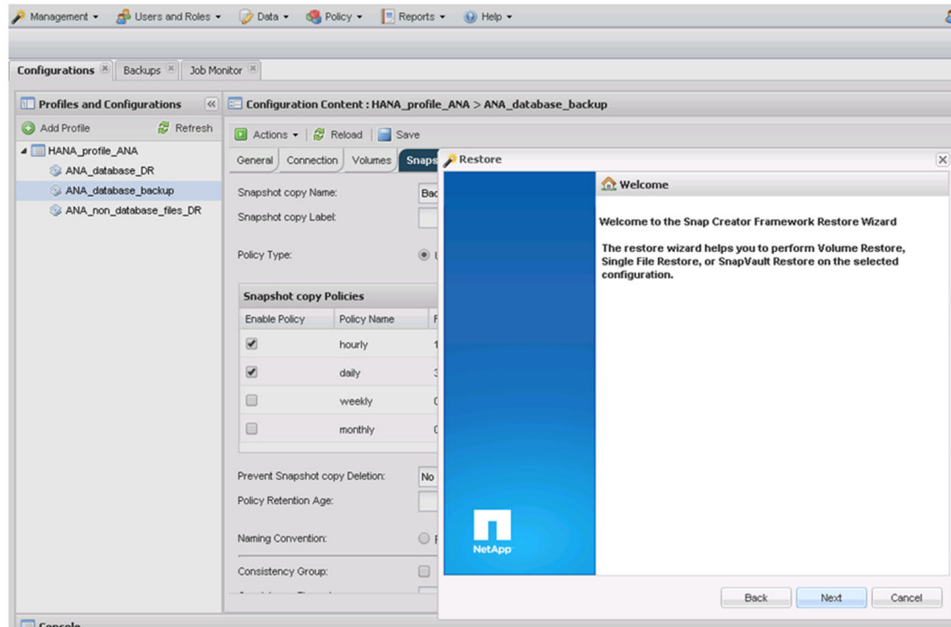 Management Users and Roles Data Policy Reports Help
Configurations Backups Job Monitor
Profiles and Configurations
Add Profile Refresh
HANA_profile_ANA
ANA_database_DR
ANA_database_backup
ANA_non_database_files_DR
Configuration Content : HANA_profile_ANA > ANA_database_backup
Actions Reload Save
General Connection Volumes Snaps
Snapshot copy Name: Bac
Snapshot copy Label:
Policy Type:
Snapshot copy Policies
Enable Policy Policy Name
hourly
daily
weekly
monthly
Prevent Snapshot copy Deletion: No
Policy Retention Age:
Naming Convention:
Consistency Group:
Restore
Welcome
Welcome to the Snap Creator Framework Restore Wizard
The restore wizard helps you to perform Volume Restore,
Single File Restore, or SnapVault Restore on the selected
configuration.
NetApp
Back Next Cancel
Console